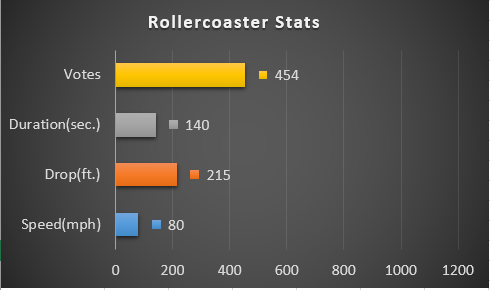 Rollercoaster Stats
Votes 454
Duration(sec.) 140
Drop(ft.) 215
Speed(mph) 80
0 200 400 600 800 1000 1200